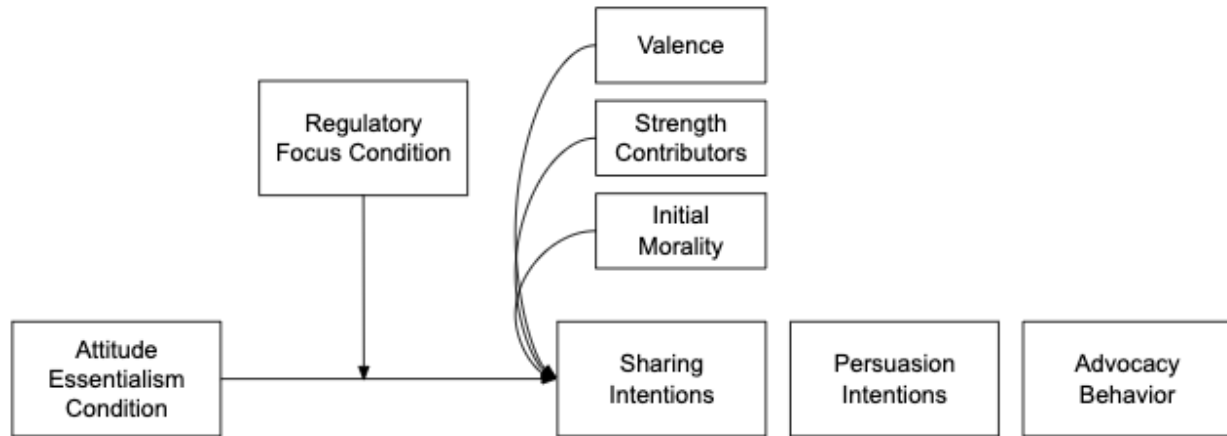 Valence
Regulatory
Focus Condition
Strength
Contributors
Initial
Morality
Attitude
Essentialism
Condition
Sharing
Intentions
Persuasion
Intentions
Advocacy
Behavior